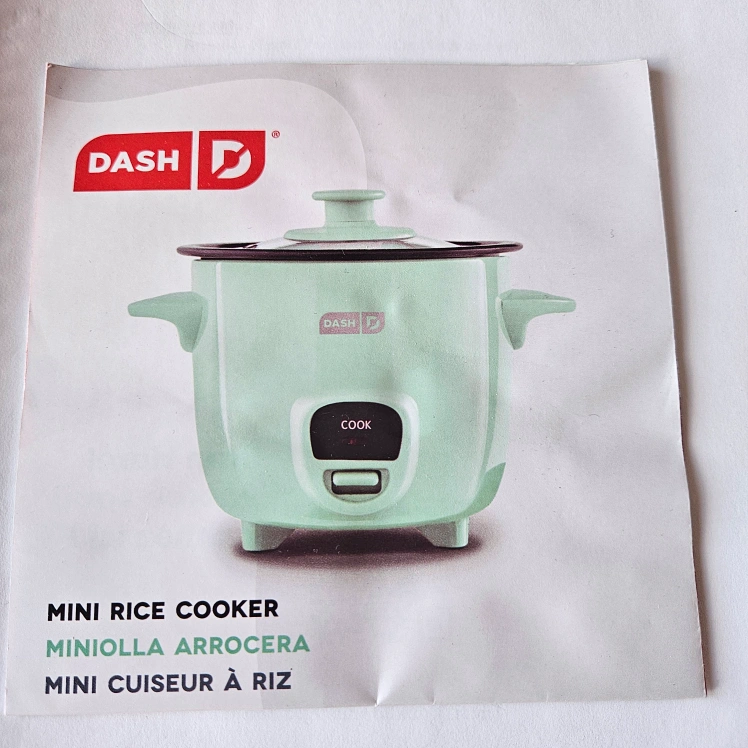 DASH D®
DASH D
COOK
MINI RICE COOKER
MINIOLLA ARROCERA
MINI CUISEUR À RIZ